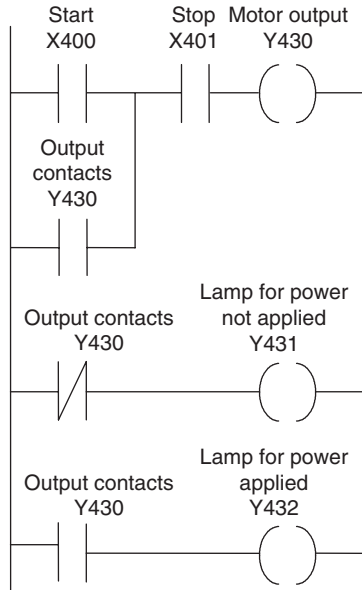 Start
X400
Stop
X401
Motor output
Y430
Output
contacts
Y430
Output contacts
Y430
Lamp for power
not applied
Y431
Output contacts
Y430
Lamp for power
applied
Y432